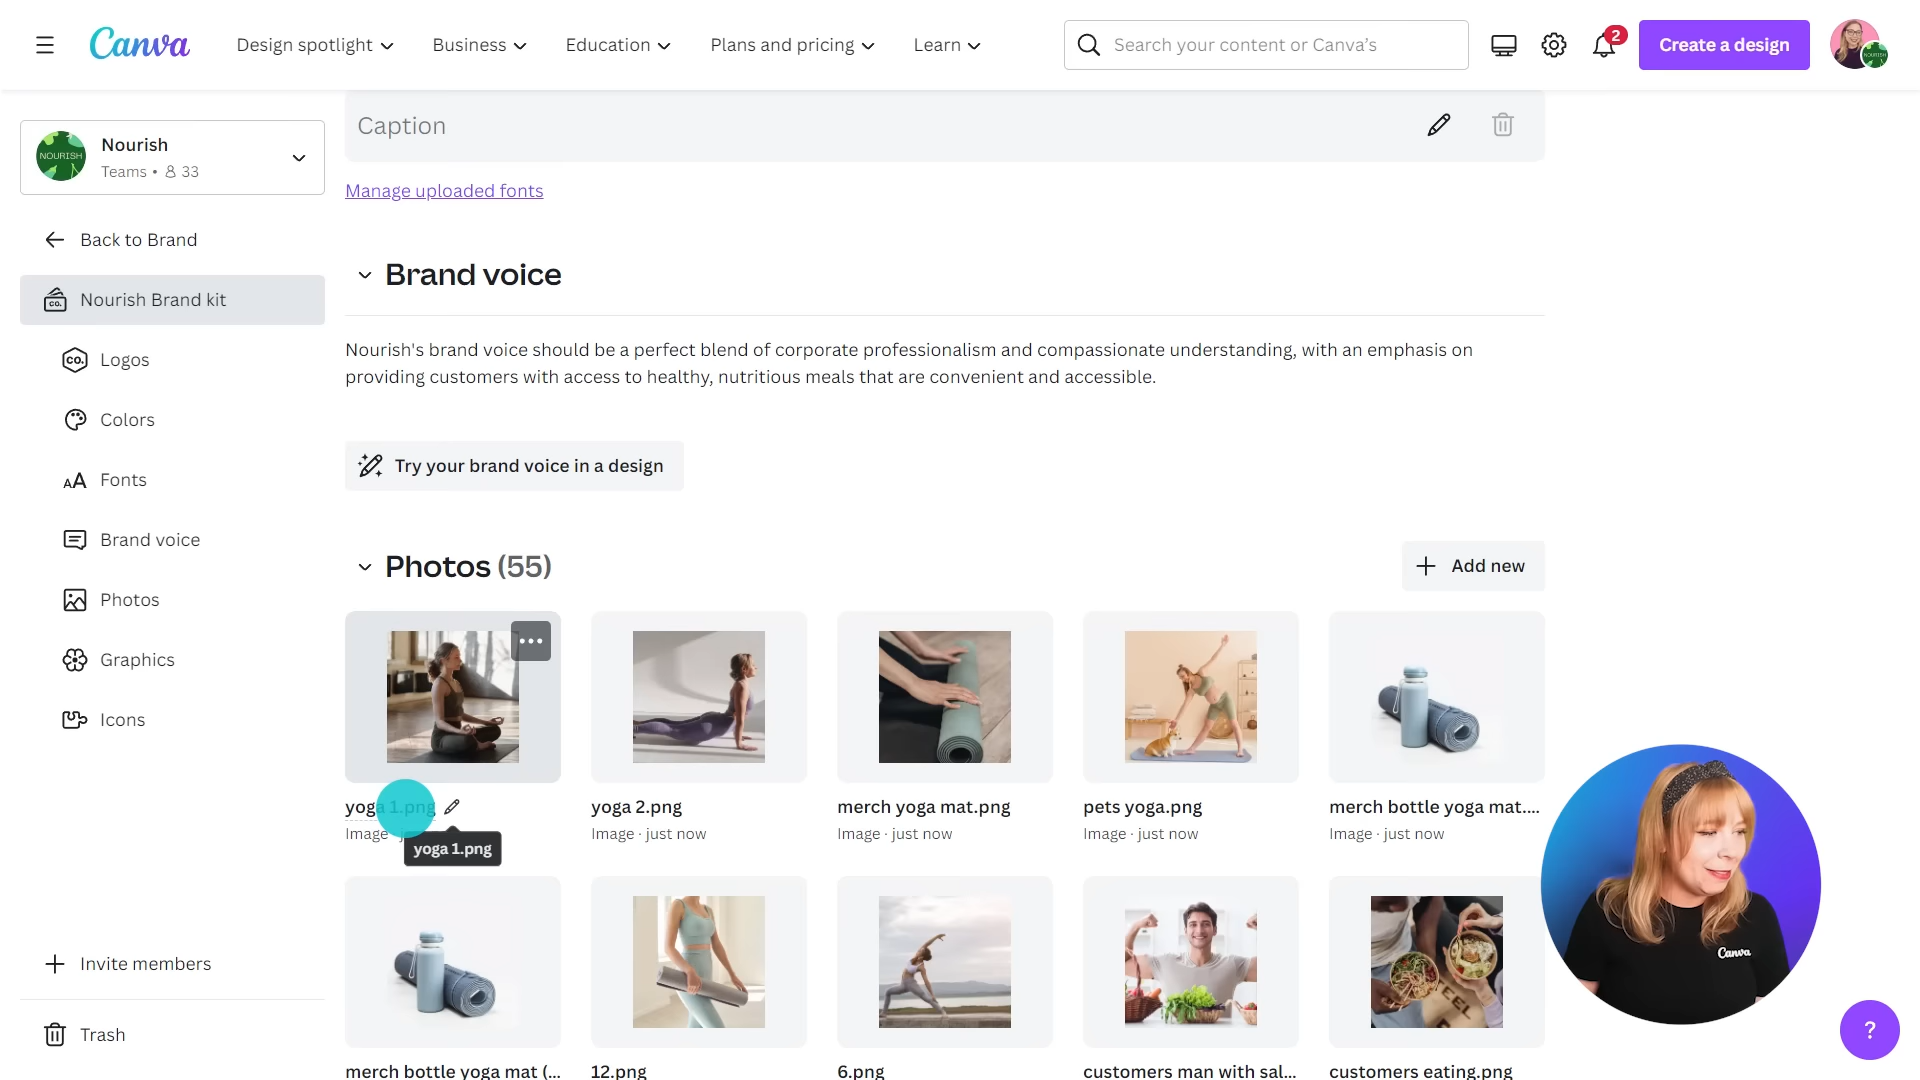 Canva
Design spotlight
Business
Education
Plans and pricing
Learn
Search your content or Canva's
2
Create a design
NOURISH
Nourish
Teams • 33
Back to Brand
Nourish Brand kit
Logos
Colors
Fonts
Brand voice
Photos
Graphics
Icons
Invite members
Trash
Caption
Manage uploaded fonts
Brand voice
Nourish's brand voice should be a perfect blend of corporate professionalism and compassionate understanding, with an emphasis on
providing customers with access to healthy, nutritious meals that are convenient and accessible.
Try your brand voice in a design
Photos (55)
Add new
yoga 1.png
Image
yoga 1.png
yoga 2.png
Image · just now
merch yoga mat.png
Image · just now
pets yoga.png
Image · just now
merch bottle yoga mat....
Image · just now
merch bottle yoga mat (...
12.png
6.png
customers man with sal...
customers eating.png
Canva
?